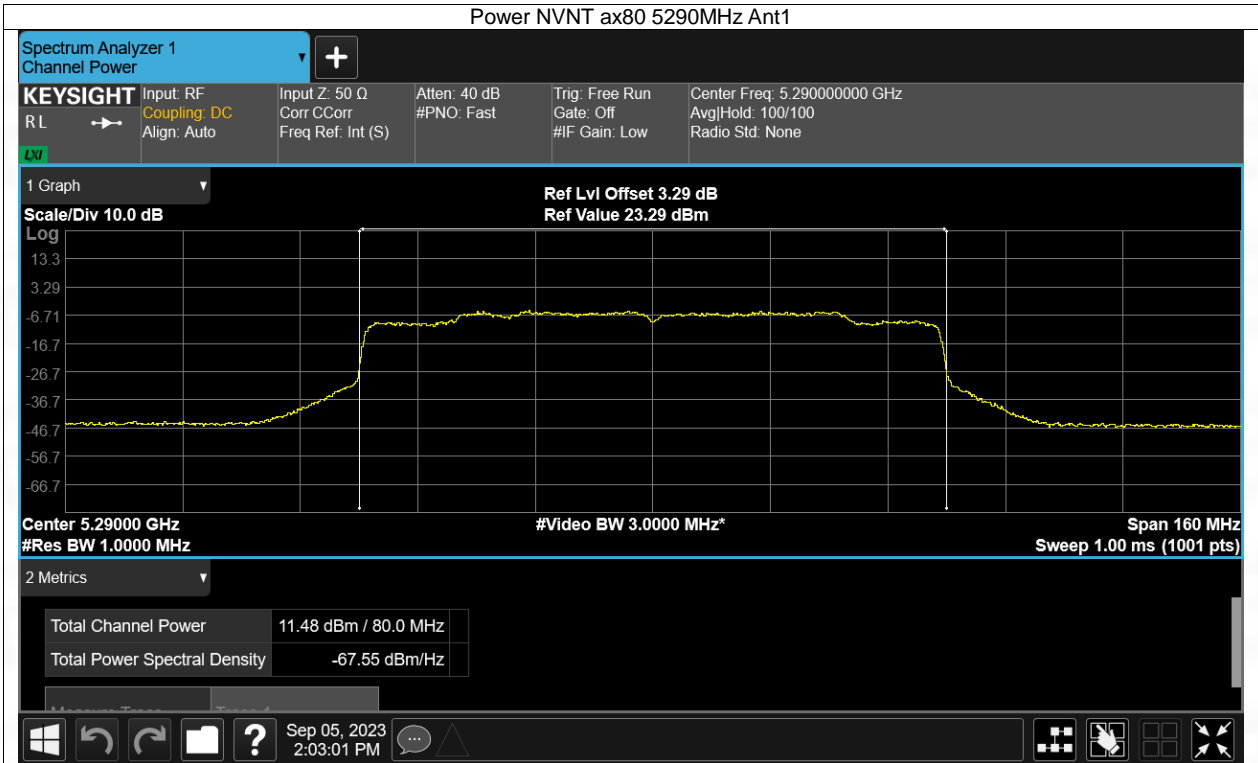 Power NVNT ax80 5290MHz Ant1
Spectrum Analyzer 1
Channel Power
KEYSIGHT
R L
LXI
Input: RF
Coupling: DC
Align: Auto
Input Z: 50 Ω
Corr CCorr
Freq Ref: Int (S)
Atten: 40 dB
#PNO: Fast
Trig: Free Run
Gate: Off
#IF Gain: Low
Center Freq: 5.290000000 GHz
Avg|Hold: 100/100
Radio Std: None
1 Graph
Scale/Div 10.0 dB
Ref Lvl Offset 3.29 dB
Ref Value 23.29 dBm
Log
13.3
3.29
-6.71
-16.7
-26.7
-36.7
-46.7
-56.7
-66.7
Center 5.29000 GHz
#Video BW 3.0000 MHz*
Span 160 MHz
#Res BW 1.0000 MHz
Sweep 1.00 ms (1001 pts)
2 Metrics
Total Channel Power 11.48 dBm / 80.0 MHz
Total Power Spectral Density -67.55 dBm/Hz
Sep 05, 2023
2:03:01 PM